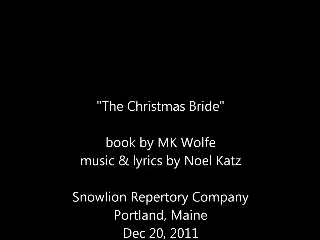 "The Christmas Bride"
book by MK Wolfe
music & lyrics by Noel Katz
Snowlion Repertory Company
Portland, Maine
Dec 20, 2011